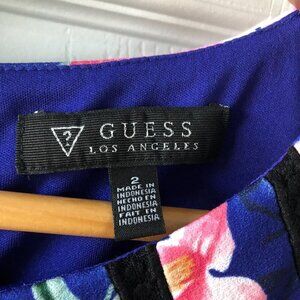 ?
GUESS
LOS ANGELES
2
MADE IN
INDONESIA
HECHO EN
INDONESIA
FAIT EN
INDONESIA